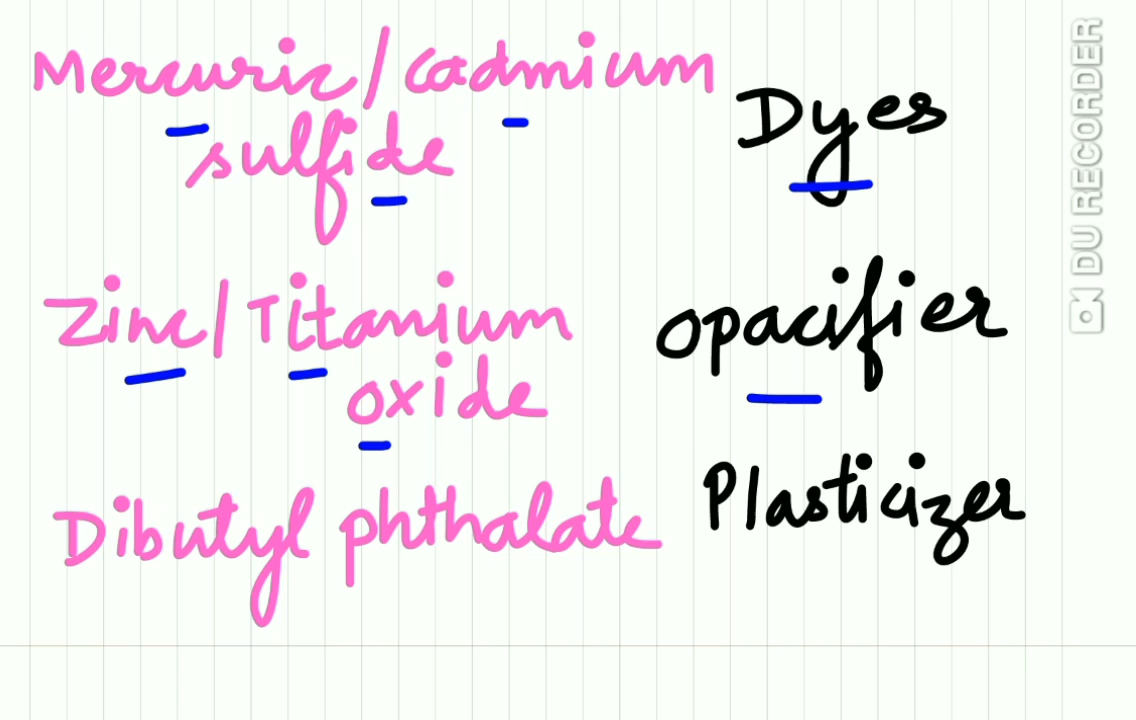 Mercuric/Cadmium sulfide
Dyes
Zinc/Titanium oxide
opacifier
Dibutyl phthalate
Plasticizer
DU RECORDER